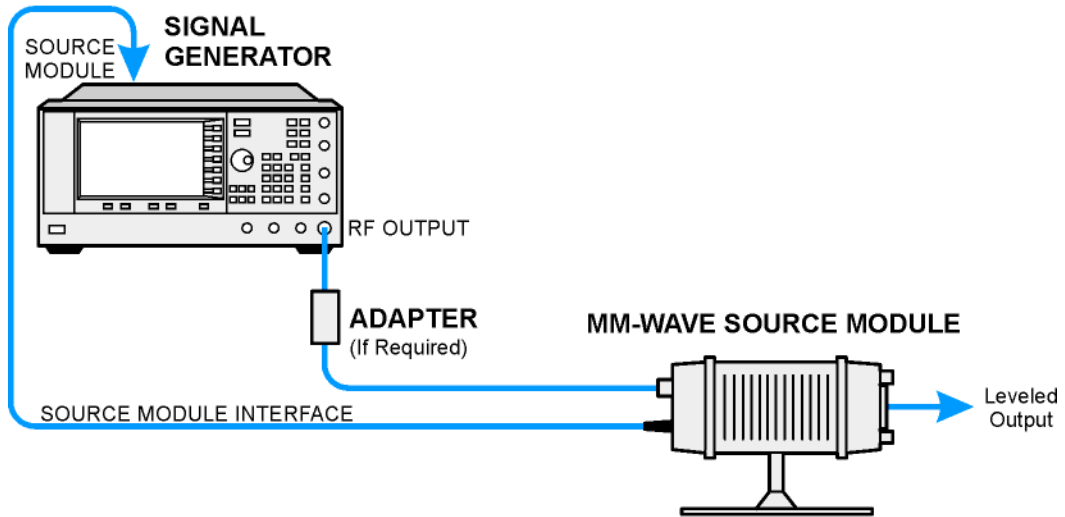 SIGNAL
GENERATOR
SOURCE
MODULE
RF OUTPUT
ADAPTER
(If Required)
MM-WAVE SOURCE MODULE
SOURCE MODULE INTERFACE
Leveled
Output